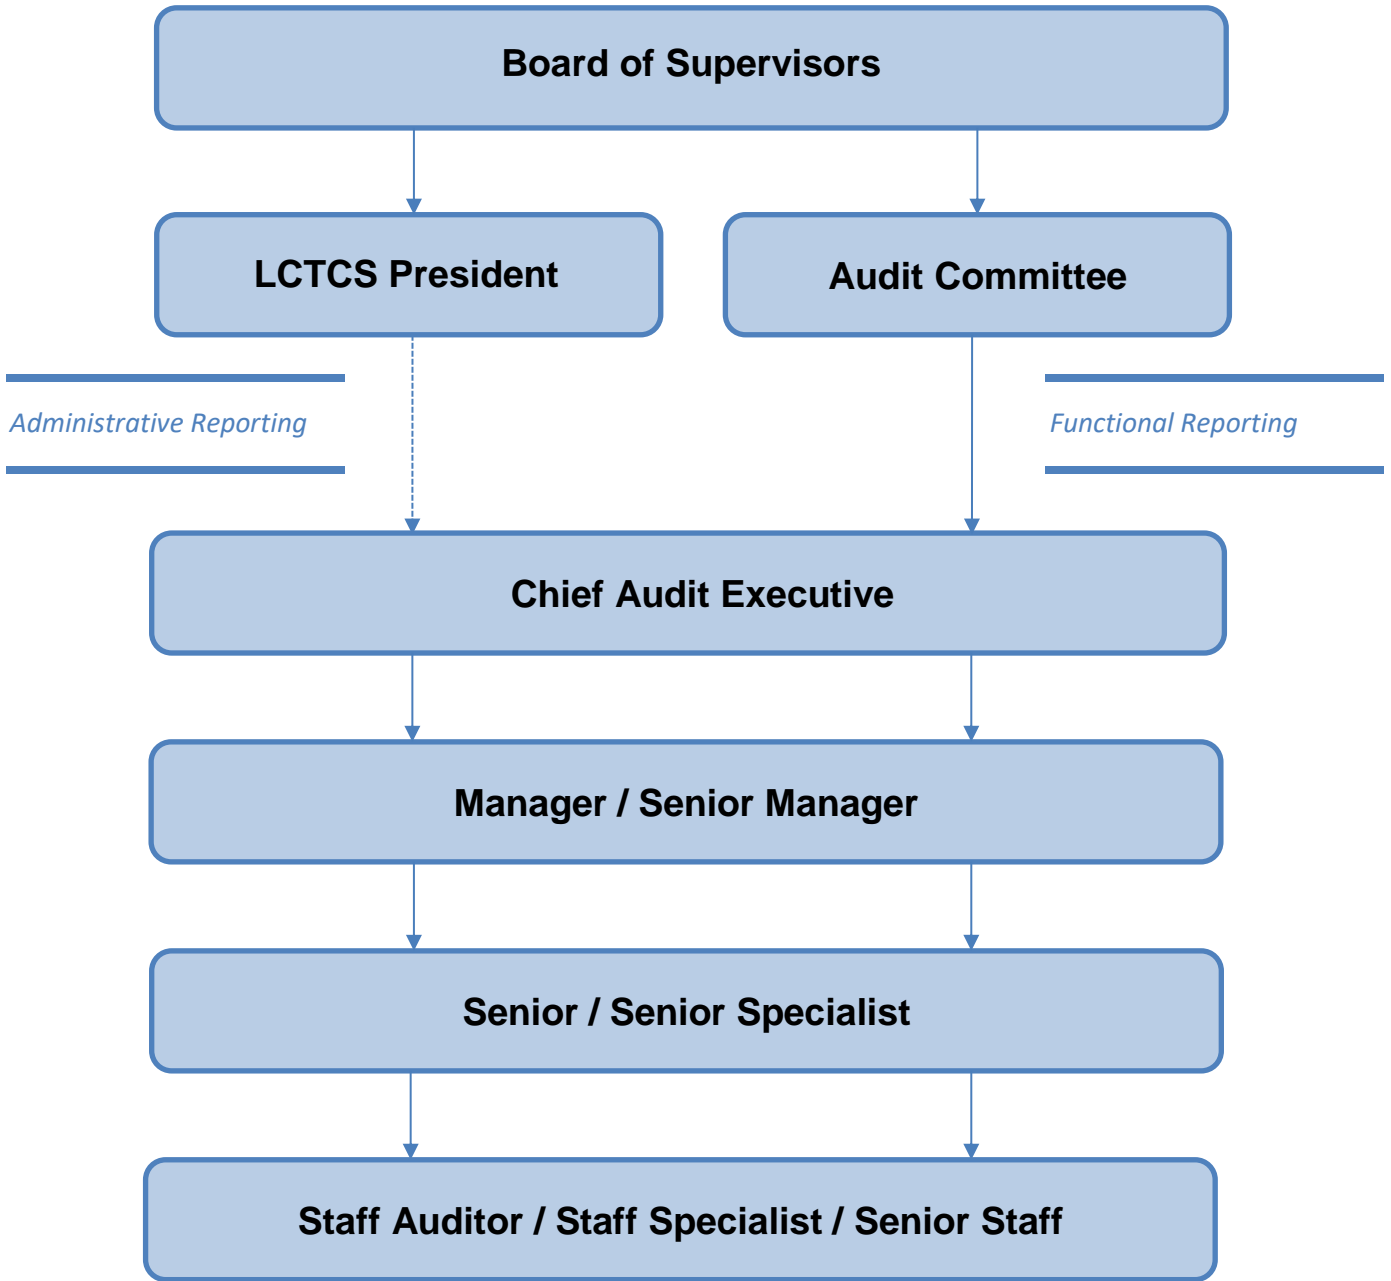 Board of Supervisors
LCTCS President
Audit Committee
Administrative Reporting
Functional Reporting
Chief Audit Executive
Manager / Senior Manager
Senior / Senior Specialist
Staff Auditor / Staff Specialist / Senior Staff